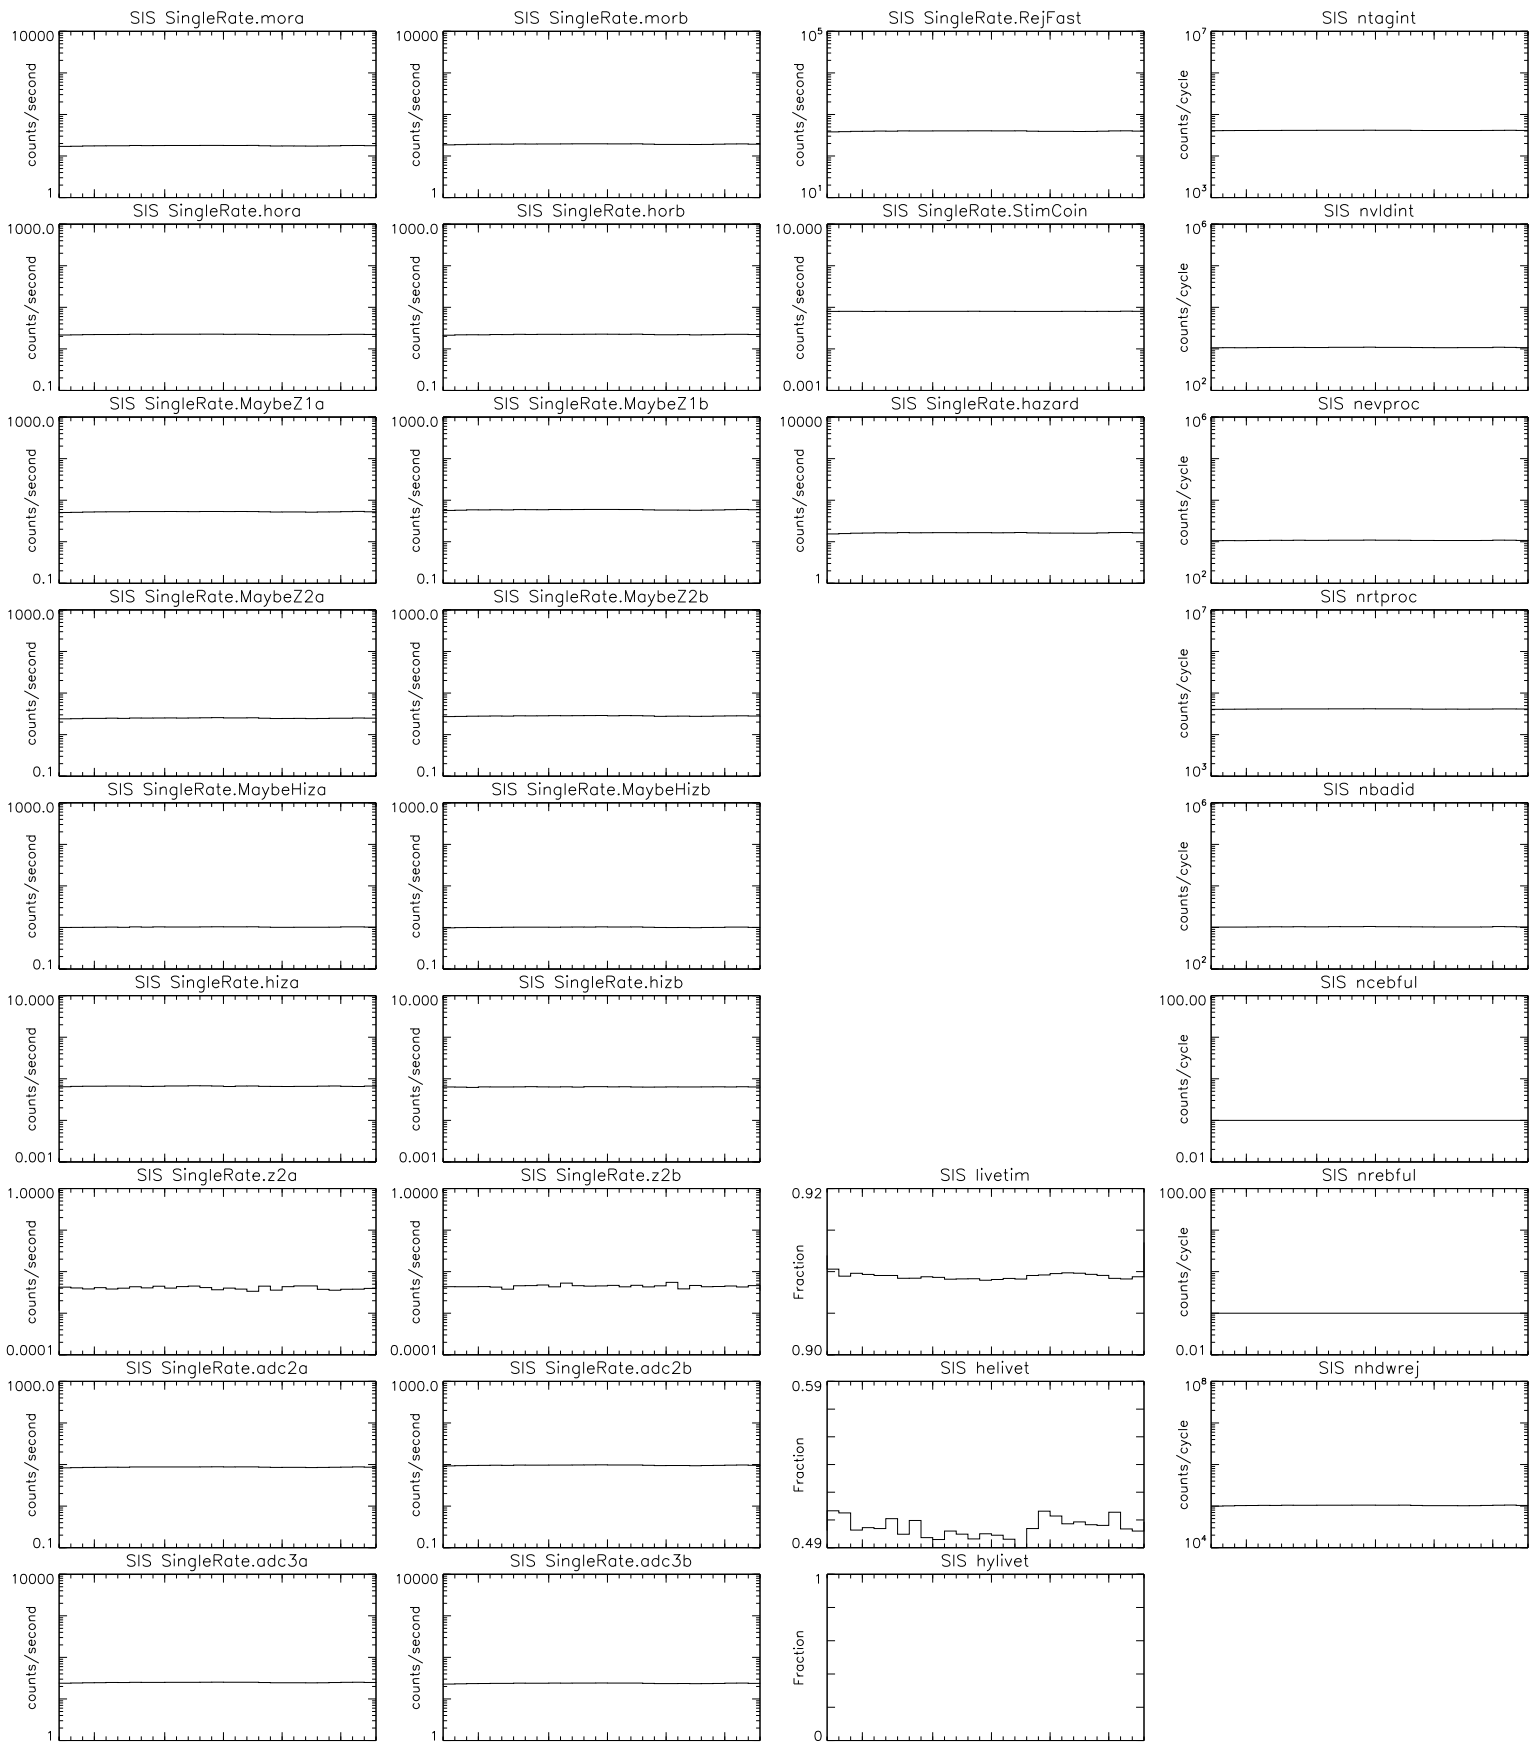 SIS SingleRate.mora
10000
counts/second
1
SIS SingleRate.morb
10000
counts/second
1
SIS SingleRate.RejFast
10^5
counts/second
10^1
SIS ntagint
10^7
counts/cycle
10^3
SIS SingleRate.hora
1000.0
counts/second
0.1
SIS SingleRate.horb
1000.0
counts/second
0.1
SIS SingleRate.StimCoin
10.000
counts/second
0.001
SIS nvldint
10^6
counts/cycle
10^2
SIS SingleRate.MaybeZ1a
1000.0
counts/second
0.1
SIS SingleRate.MaybeZ1b
1000.0
counts/second
0.1
SIS SingleRate.hazard
10000
counts/second
1
SIS nevproc
10^6
counts/cycle
10^2
SIS SingleRate.MaybeZ2a
1000.0
counts/second
0.1
SIS SingleRate.MaybeZ2b
1000.0
counts/second
0.1
SIS nrtproc
10^7
counts/cycle
10^3
SIS SingleRate.MaybeHiza
1000.0
counts/second
0.1
SIS SingleRate.MaybeHizb
1000.0
counts/second
0.1
SIS nbadid
10^6
counts/cycle
10^2
SIS SingleRate.hiza
10.000
counts/second
0.001
SIS SingleRate.hizb
10.000
counts/second
0.001
SIS ncebful
100.00
counts/cycle
0.01
SIS SingleRate.z2a
1.0000
counts/second
0.0001
SIS SingleRate.z2b
1.0000
counts/second
0.0001
SIS livetim
0.92
Fraction
0.90
SIS nrebful
100.00
counts/cycle
0.01
SIS SingleRate.adc2a
1000.0
counts/second
0.1
SIS SingleRate.adc2b
1000.0
counts/second
0.1
SIS helivet
0.59
Fraction
0.49
SIS nhdwrej
10^8
counts/cycle
10^4
SIS SingleRate.adc3a
10000
counts/second
1
SIS SingleRate.adc3b
10000
counts/second
1
SIS hylivet
1
Fraction
0